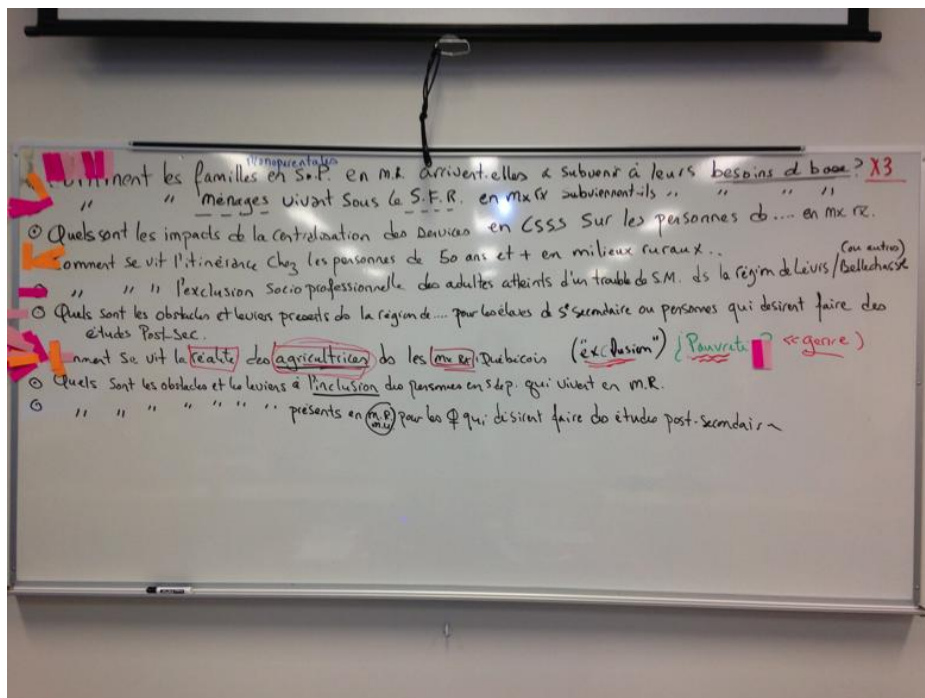 monoparentales
mment les familles en S.P. en m.R. arrivent-elles à subvenir à leurs besoins d base? X3
" " ménages vivant sous le S.F.R. en mx rx subviennent-ils " " " "
Quels sont les impacts de la centralisation des services en CSSS sur les personnes d .... en mx rx.
omment se vit l'itinérance chez les personnes de 50 ans et + en milieux ruraux..
(ou autres)
" " " l'exclusion socioprofessionnelle des adultes atteints d'un trouble de S.M. ds la région de Lévis/Bellechasse
Quels sont les obstacles et leviers présents ds la région de .... pour les élèves d 5e secondaire ou personnes qui désirent faire des
études Post-Sec.
mment se vit la réalité des agricultrices ds les mx Rx Québécois ("exclusion") ¿Pauvreté ? «genre)
Quels sont les obstacles et les leviers à l'inclusion des personnes en s de p. qui vivent en m.R.
" " " " " " présents en m.R. m.u. pour les ♀ qui désirent faire des études post-secondair